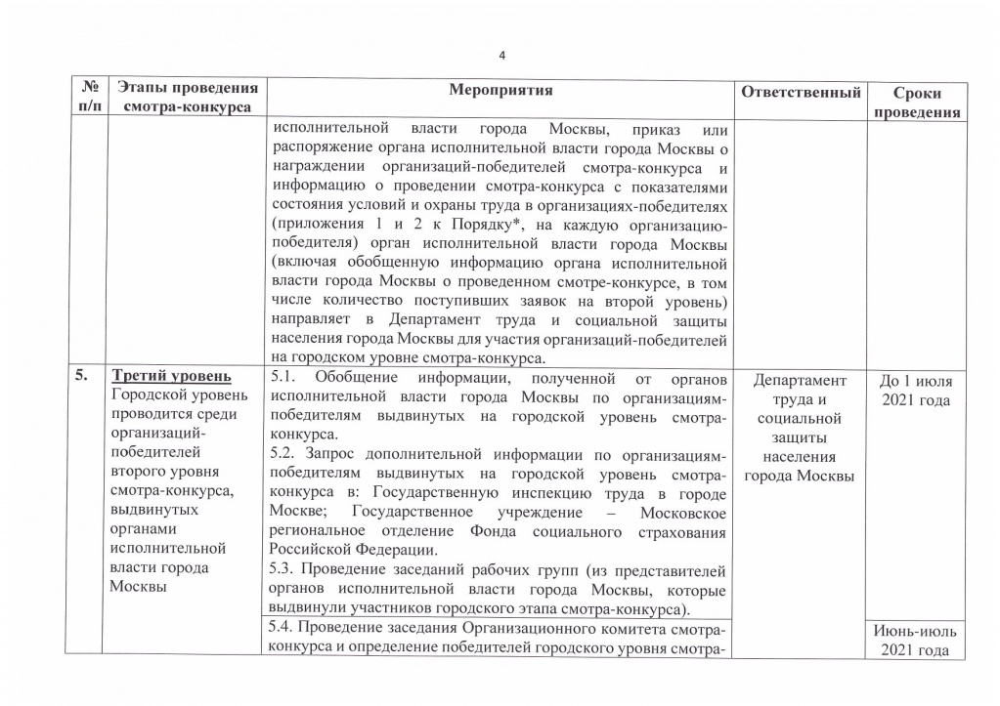 4
№ п/п
Этапы проведения смотра-конкурса
Мероприятия
Ответственный
Сроки проведения
исполнительной власти города Москвы, приказ или
распоряжение органа исполнительной власти города Москвы о
награждении организаций-победителей смотра-конкурса и
информацию о проведении смотра-конкурса с показателями
состояния условий и охраны труда в организациях-победителях
(приложения 1 и 2 к Порядку*, на каждую организацию-
победителя) орган исполнительной власти города Москвы
(включая обобщенную информацию органа исполнительной
власти города Москвы о проведенном смотре-конкурсе, в том
числе количество поступивших заявок на второй уровень)
направляет в Департамент труда и социальной защиты
населения города Москвы для участия организаций-победителей
на городском уровне смотра-конкурса.
5.
Третий уровень
Городской уровень
проводится среди
организаций-
победителей
второго уровня
смотра-конкурса,
выдвинутых
органами
исполнительной
власти города
Москвы
5.1. Обобщение информации, полученной от органов
исполнительной власти города Москвы по организациям-
победителям выдвинутых на городской уровень смотра-
конкурса.
5.2. Запрос дополнительной информации по организациям-
победителям выдвинутых на городской уровень смотра-
конкурса в: Государственную инспекцию труда в городе
Москве; Государственное учреждение – Московское
региональное отделение Фонда социального страхования
Российской Федерации.
5.3. Проведение заседаний рабочих групп (из представителей
органов исполнительной власти города Москвы, которые
выдвинули участников городского этапа смотра-конкурса).
5.4. Проведение заседания Организационного комитета смотра-
конкурса и определение победителей городского уровня смотра-
Департамент
труда и
социальной
защиты
населения
города Москвы
До 1 июля
2021 года
Июнь-июль
2021 года